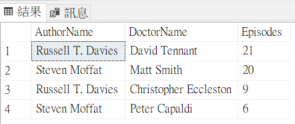 結果 訊息
AuthorName DoctorName Episodes
1 Russell T. Davies David Tennant 21
2 Steven Moffat Matt Smith 20
3 Russell T. Davies Christopher Eccleston 9
4 Steven Moffat Peter Capaldi 6